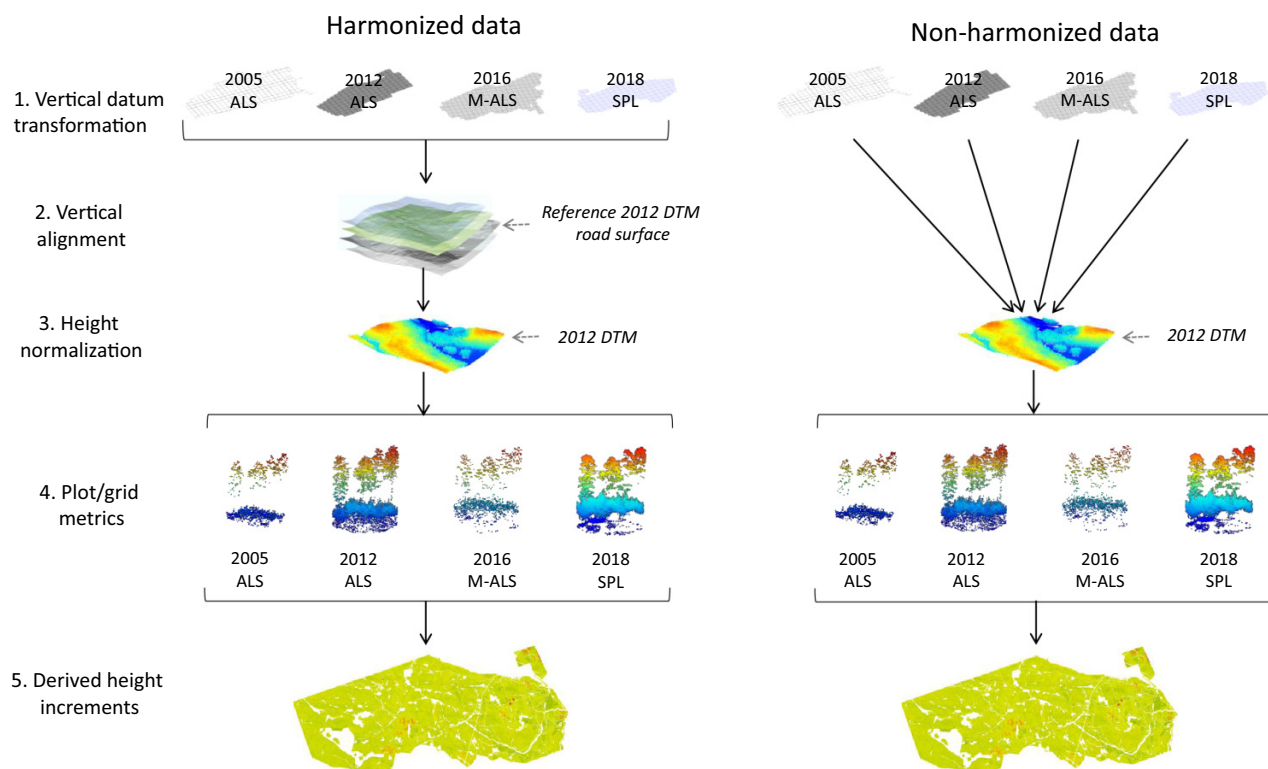 Harmonized data
Non-harmonized data
1. Vertical datum
transformation
2005
ALS
2012
ALS
2016
M-ALS
2018
SPL
2005
ALS
2012
ALS
2016
M-ALS
2018
SPL
2. Vertical
alignment
Reference 2012 DTM
road surface
3. Height
normalization
2012 DTM
2012 DTM
4. Plot/grid
metrics
2005
ALS
2012
ALS
2016
M-ALS
2018
SPL
2005
ALS
2012
ALS
2016
M-ALS
2018
SPL
5. Derived height
increments